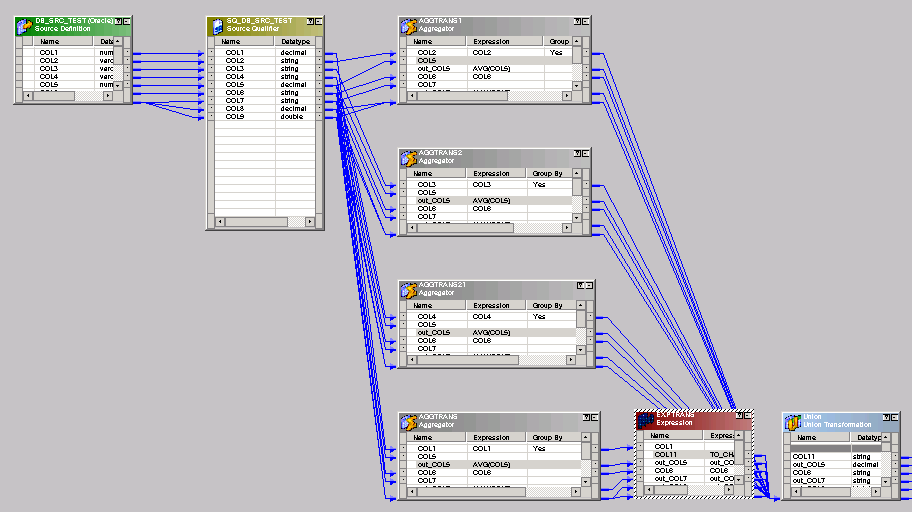 DB_SRC_TEST (Oracle)
Source Definition
Name
COL1 num
COL2 varc
COL3 varc
COL4 varc
COL5 num
SQ_DB_SRC_TEST
Source Qualifier
Name Datatype
COL1 decimal
COL2 string
COL3 string
COL4 string
COL5 decimal
COL6 string
COL7 string
COL8 decimal
COL9 double
AGGTRANS1
Aggregator
Name Expression Group
COL2 COL2 Yes
COL5
out_COL5 AVG(COL5)
COL6 COL6
COL7
AGGTRANS2
Aggregator
Name Expression Group By
COL3 COL3 Yes
COL5
out_COL5 AVG(COL5)
COL6 COL6
COL7
AGGTRANS21
Aggregator
Name Expression Group By
COL4 COL4 Yes
COL5
out_COL5 AVG(COL5)
COL6 COL6
COL7
AGGTRANS
Aggregator
Name Expression Group By
COL1 COL1 Yes
COL5
out_COL5 AVG(COL5)
COL6 COL6
COL7
EXPTRANS
Expression
Name Expres
COL1
COL11 TO_CHA
out_COL5 out_CO
COL6 COL6
out_COL7 out_CO
Union
Union Transformation
Name Datatyp
COL11 string
out_COL5 decimal
COL6 string
out_COL7 string